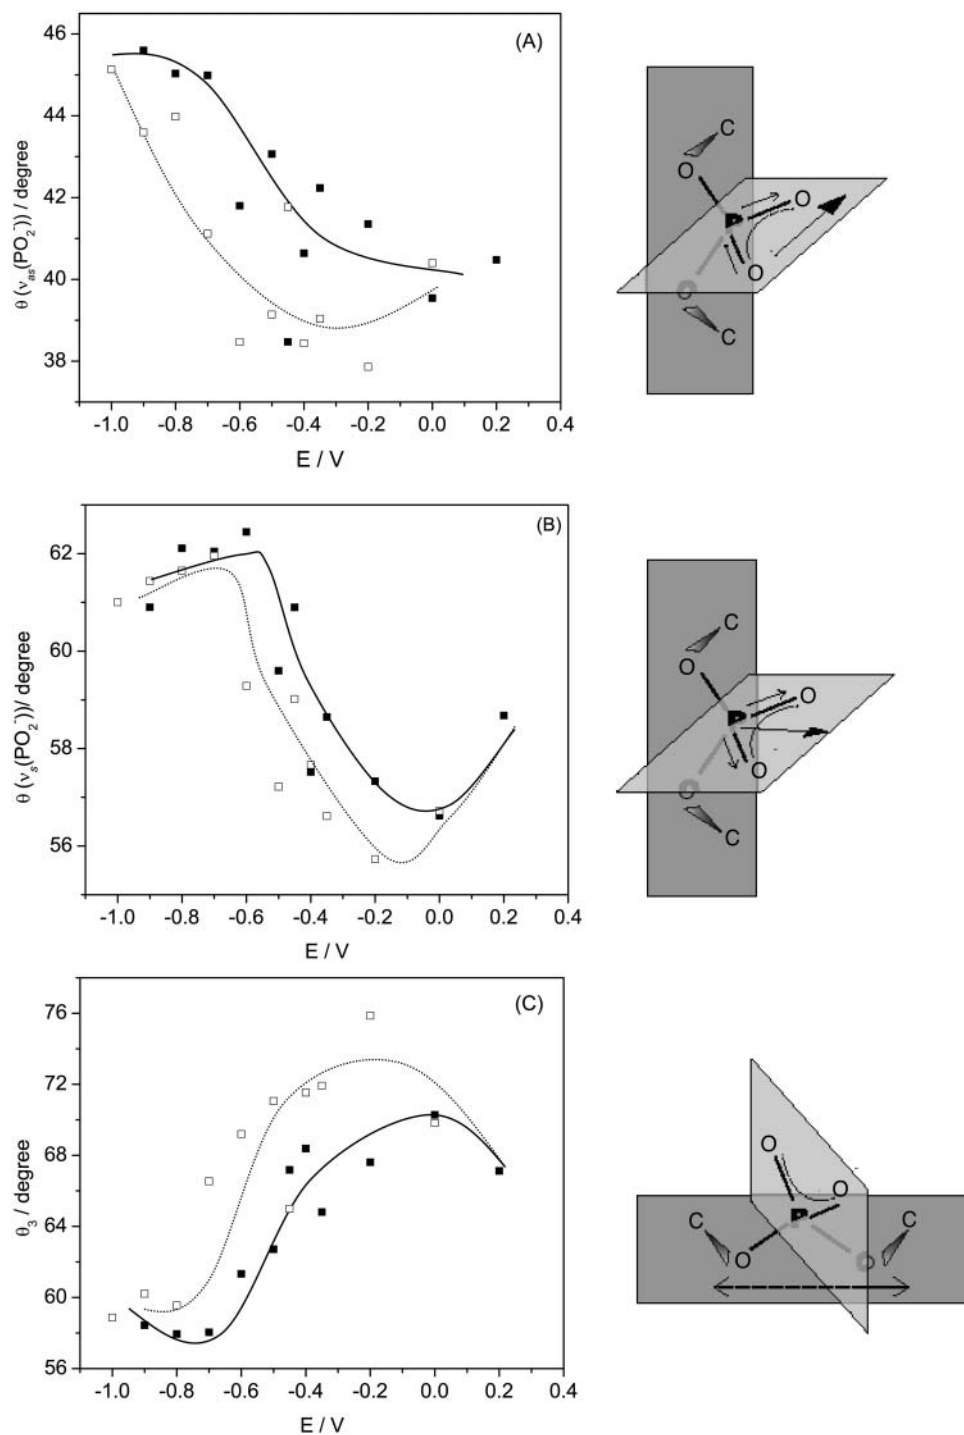 (A)
θ (ν_as(PO₂⁻)) / degree
46
44
42
40
38
-1.0 -0.8 -0.6 -0.4 -0.2 0.0 0.2 0.4
E / V
C
O
P O
O
O
C
(B)
θ (ν_s(PO₂⁻))/ degree
62
60
58
56
-1.0 -0.8 -0.6 -0.4 -0.2 0.0 0.2 0.4
E / V
C
O
P O
O
O
C
(C)
θ₃ / degree
76
72
68
64
60
56
-1.0 -0.8 -0.6 -0.4 -0.2 0.0 0.2 0.4
E / V
O
O
C P C
O O